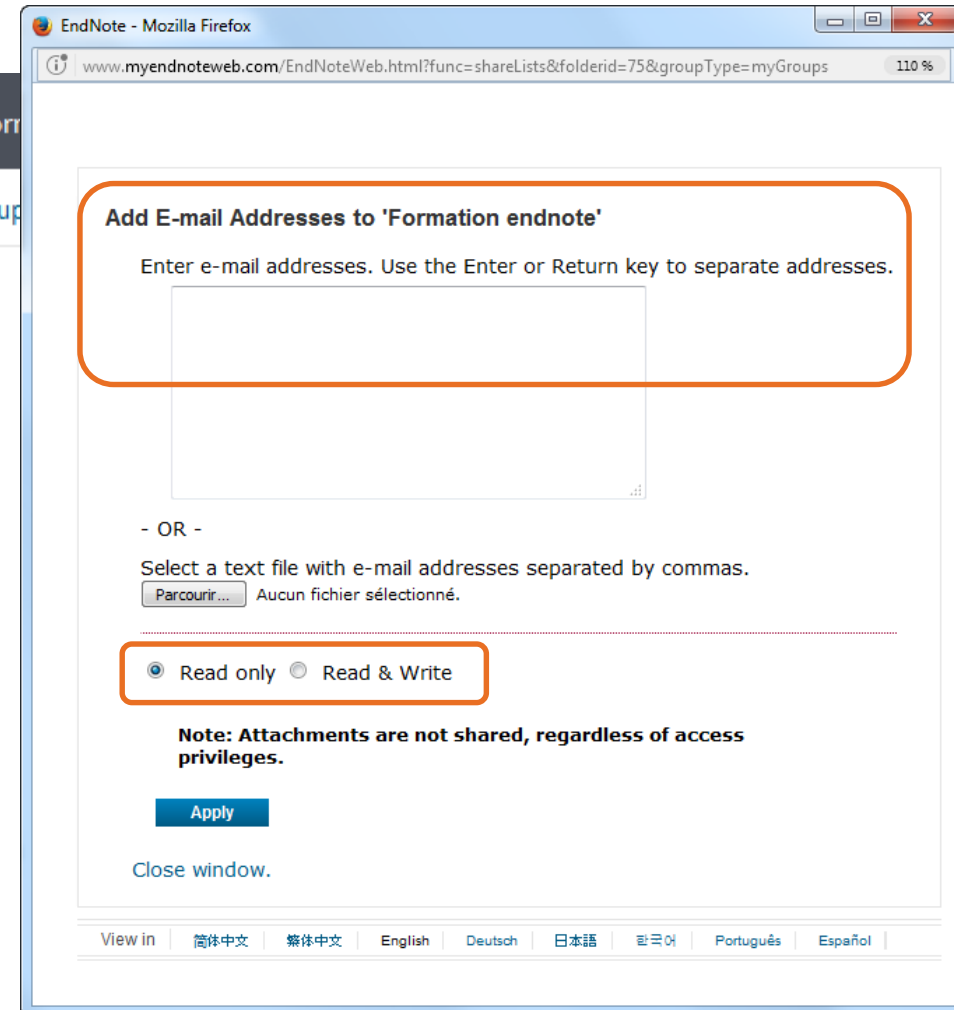 EndNote - Mozilla Firefox
www.myendnoteweb.com/EndNoteWeb.html?func=shareLists&folderid=75&groupType=myGroups 110 %
Add E-mail Addresses to 'Formation endnote'
Enter e-mail addresses. Use the Enter or Return key to separate addresses.
- OR -
Select a text file with e-mail addresses separated by commas.
Parcourir... Aucun fichier sélectionné.
Read only Read & Write
Note: Attachments are not shared, regardless of access
privileges.
Apply
Close window.
View in 简体中文 繁体中文 English Deutsch 日本語 한국어 Português Español